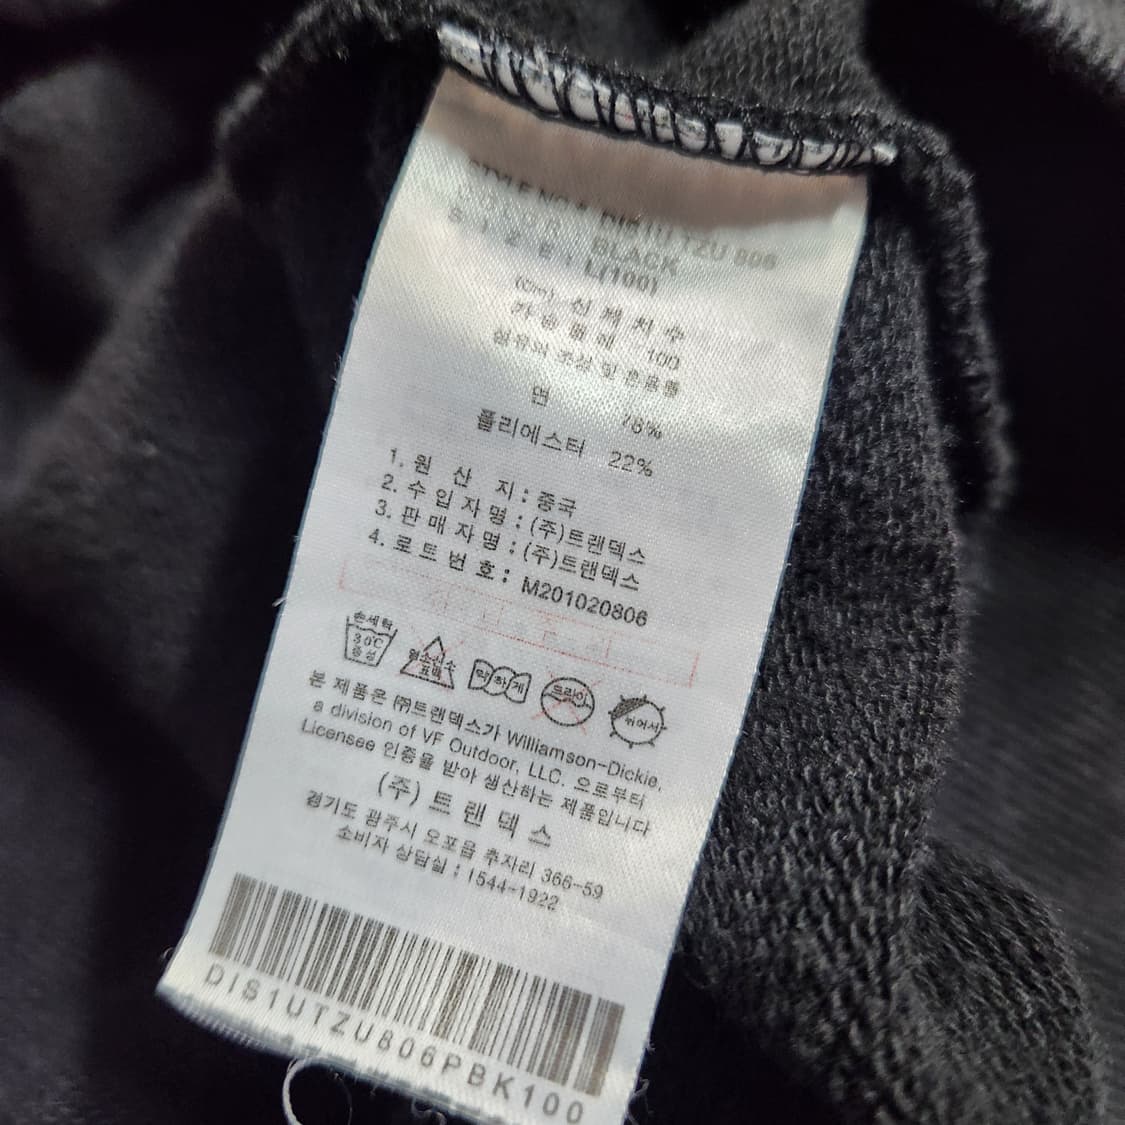 STYLE NO : DIS1UTZU806
BLACK
S I Z E : L(100)
(Cm) 신 체 치 수
가슴둘레 100
섬유의 조성 및 혼용률
면 78%
폴리에스터 22%
1. 원 산 지 : 중국
2. 수 입 자 명 : (주)트랜덱스
3. 판 매 자 명 : (주)트랜덱스
4. 로 트 번 호 : M201020806
손세탁
30℃
중성
염소산소
표백
약하게
드라이
뉘어서
본 제품은 ㈜트랜덱스가 Williamson-Dickie,
a division of VF Outdoor, LLC. 으로부터
Licensee 인증을 받아 생산하는 제품입니다
(주) 트 랜 덱 스
경기도 광주시 오포읍 추자리 366-59
소비자 상담실 : 1544-1922
DIS1UTZU806PBK100